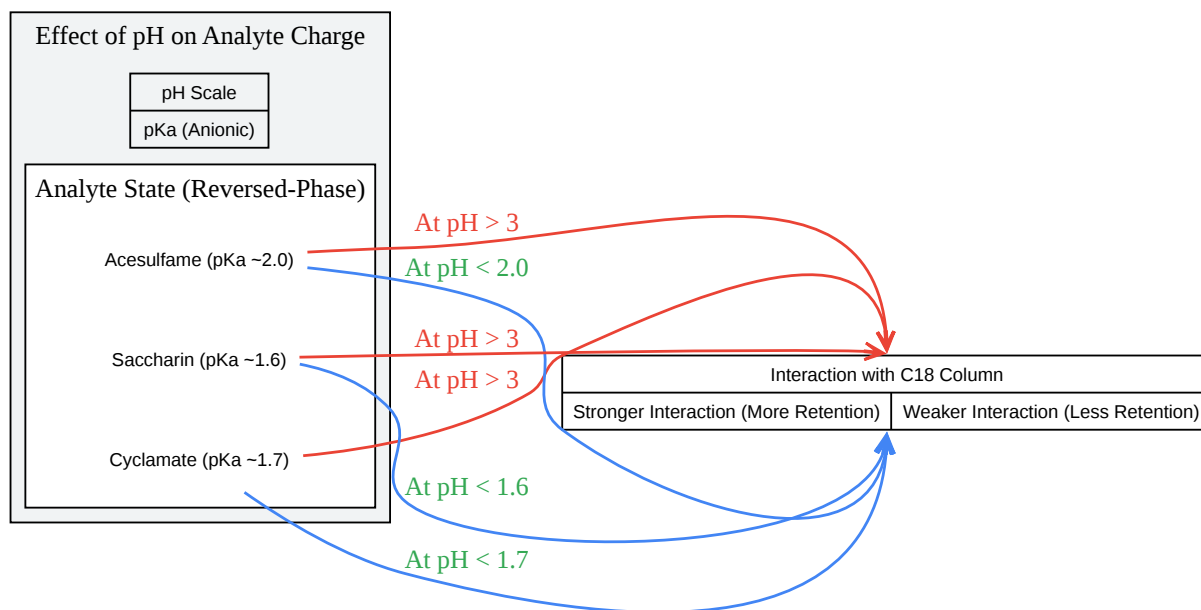 Effect of pH on Analyte Charge
pH Scale
pKa (Anionic)
Analyte State (Reversed-Phase)
Acesulfame (pKa ~2.0)
Saccharin (pKa ~1.6)
Cyclamate (pKa ~1.7)
At pH > 3
At pH < 2.0
At pH > 3
At pH > 3
At pH < 1.6
At pH < 1.7
Interaction with C18 Column
Stronger Interaction (More Retention)
Weaker Interaction (Less Retention)